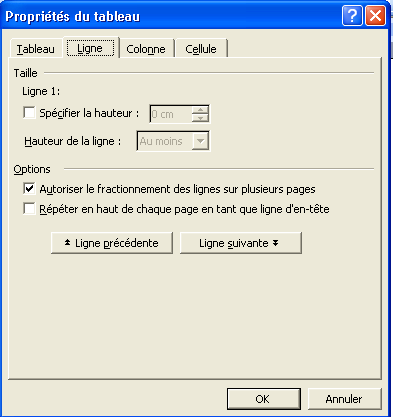 Propriétés du tableau
Tableau Ligne Colonne Cellule
Taille
Ligne 1:
Spécifier la hauteur : 0 cm
Hauteur de la ligne : Au moins
Options
Autoriser le fractionnement des lignes sur plusieurs pages
Répéter en haut de chaque page en tant que ligne d'en-tête
Ligne précédente Ligne suivante
OK Annuler